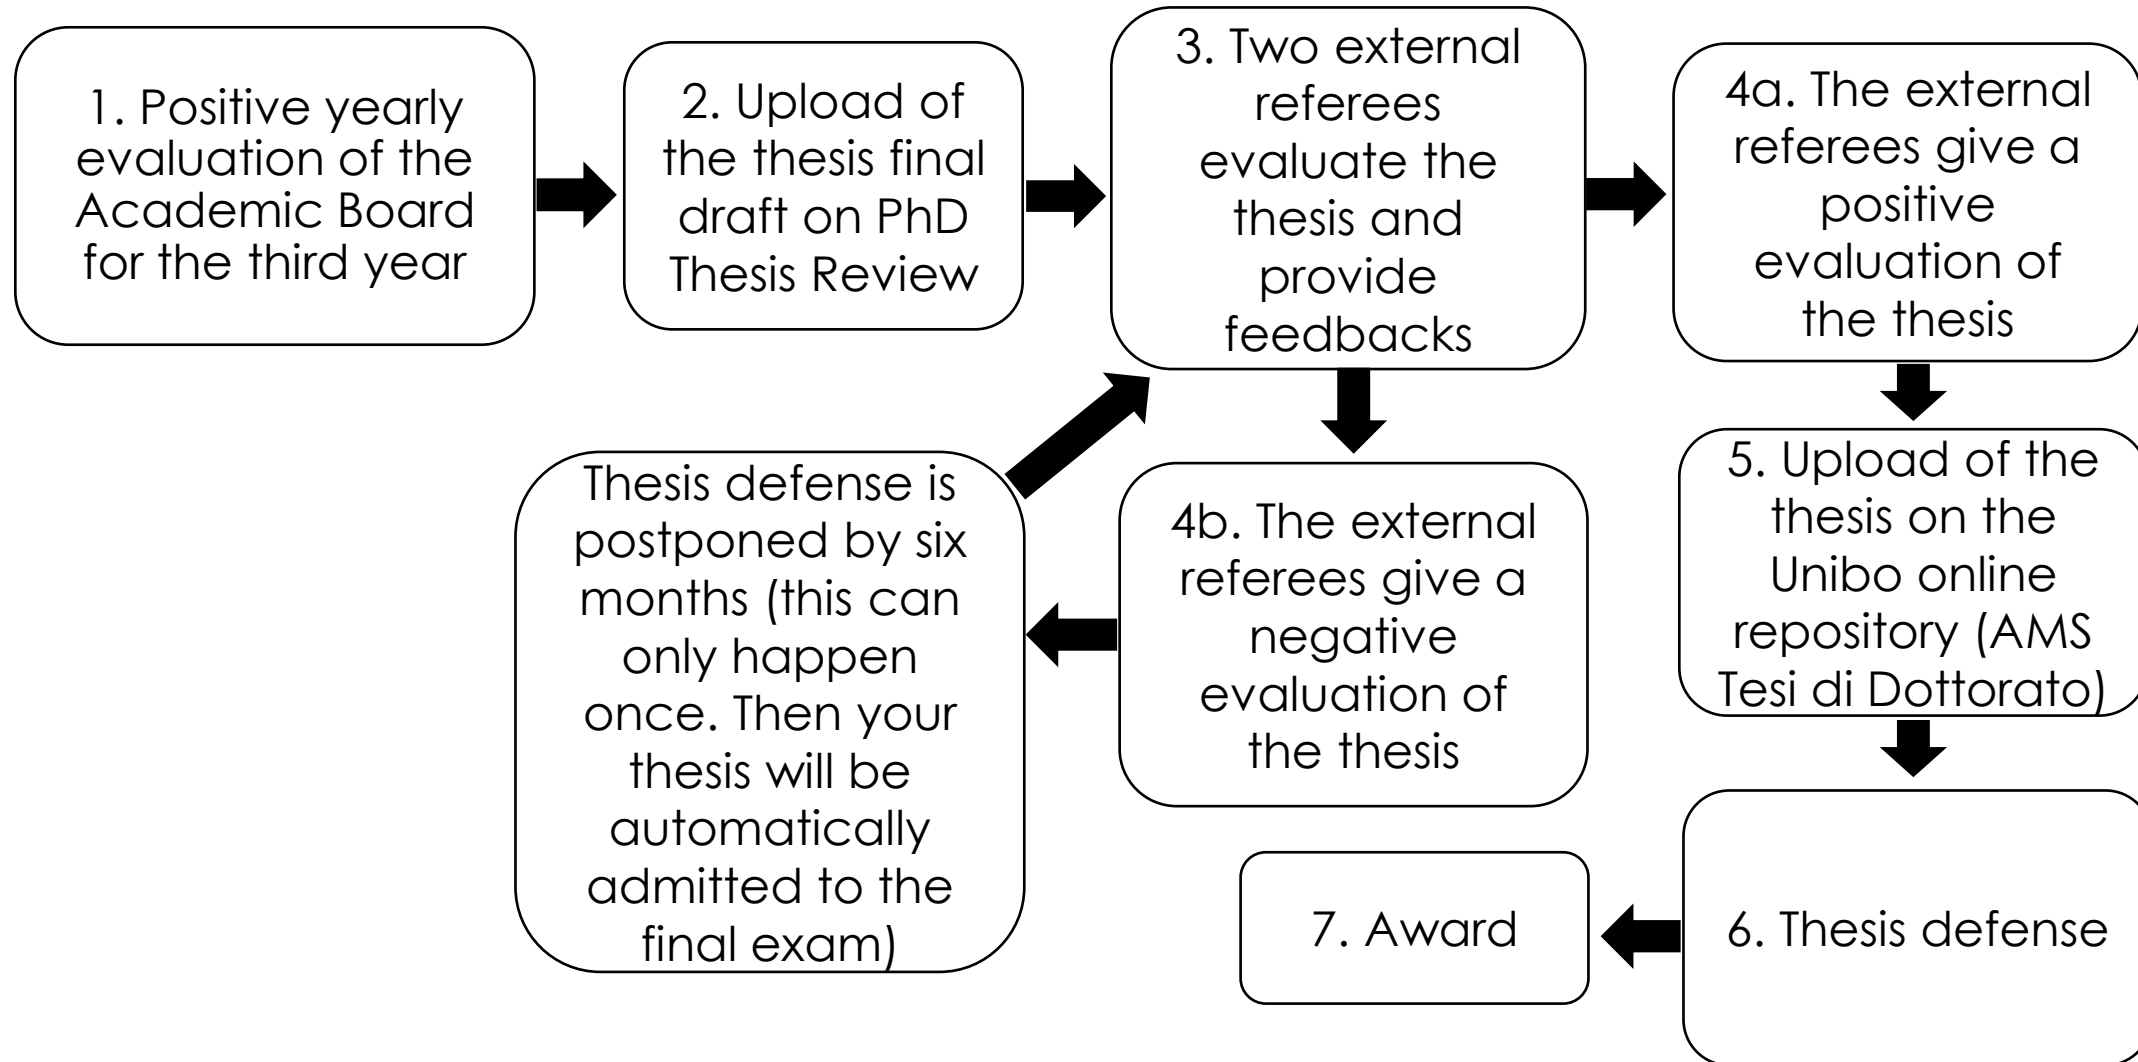 1. Positive yearly
evaluation of the
Academic Board
for the third year
2. Upload of
the thesis final
draft on PhD
Thesis Review
3. Two external
referees
evaluate the
thesis and
provide
feedbacks
4a. The external
referees give a
positive
evaluation of
the thesis
Thesis defense is
postponed by six
months (this can
only happen
once. Then your
thesis will be
automatically
admitted to the
final exam)
4b. The external
referees give a
negative
evaluation of
the thesis
5. Upload of the
thesis on the
Unibo online
repository (AMS
Tesi di Dottorato)
7. Award
6. Thesis defense